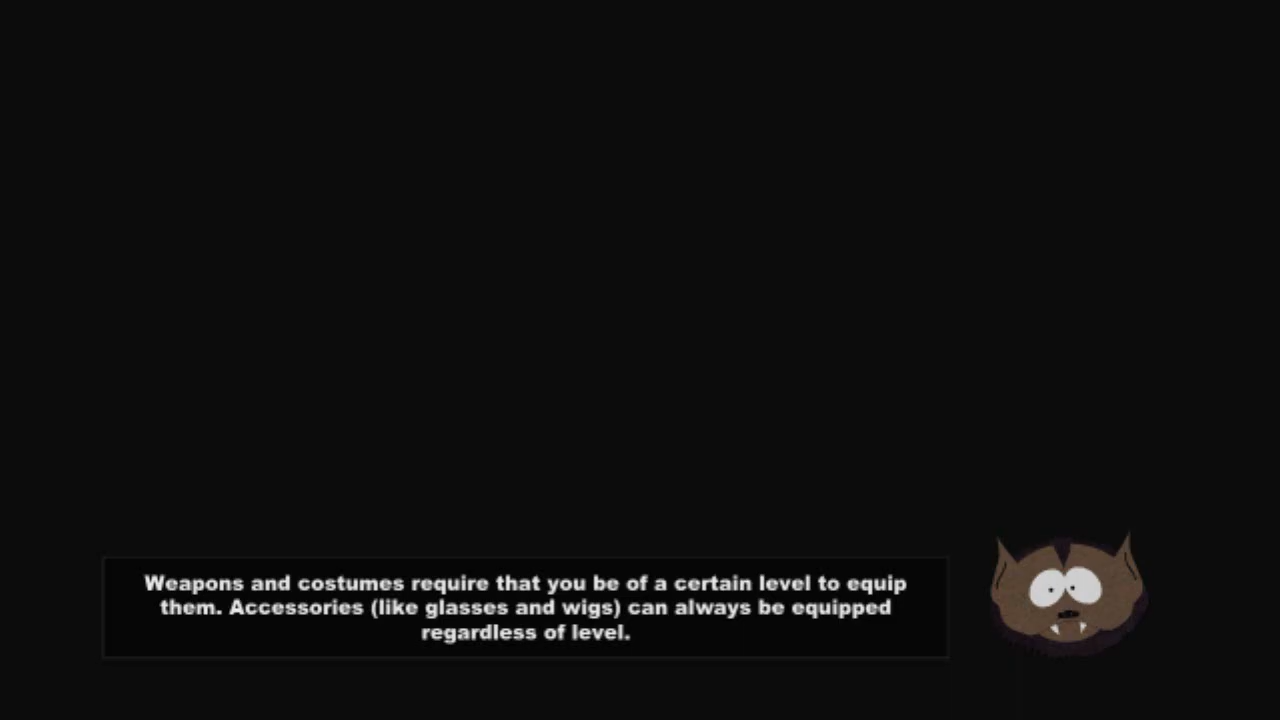 Weapons and costumes require that you be of a certain level to equip
them. Accessories (like glasses and wigs) can always be equipped
regardless of level.